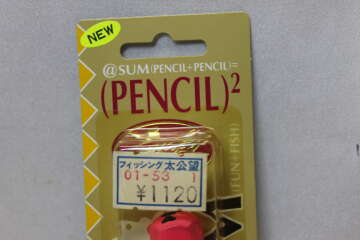 NEW
@SUM(PENCIL+PENCIL)=
(PENCIL)²
フィッシング太公望
01-53 1
¥1120
(FUN+FISH)